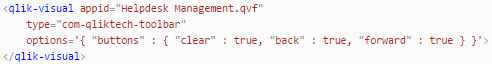 <qlik-visual appid="Helpdesk Management.qvf"
type="com-qliktech-toolbar"
options='{ "buttons" : { "clear" : true, "back" : true, "forward" : true } }'>
</qlik-visual>